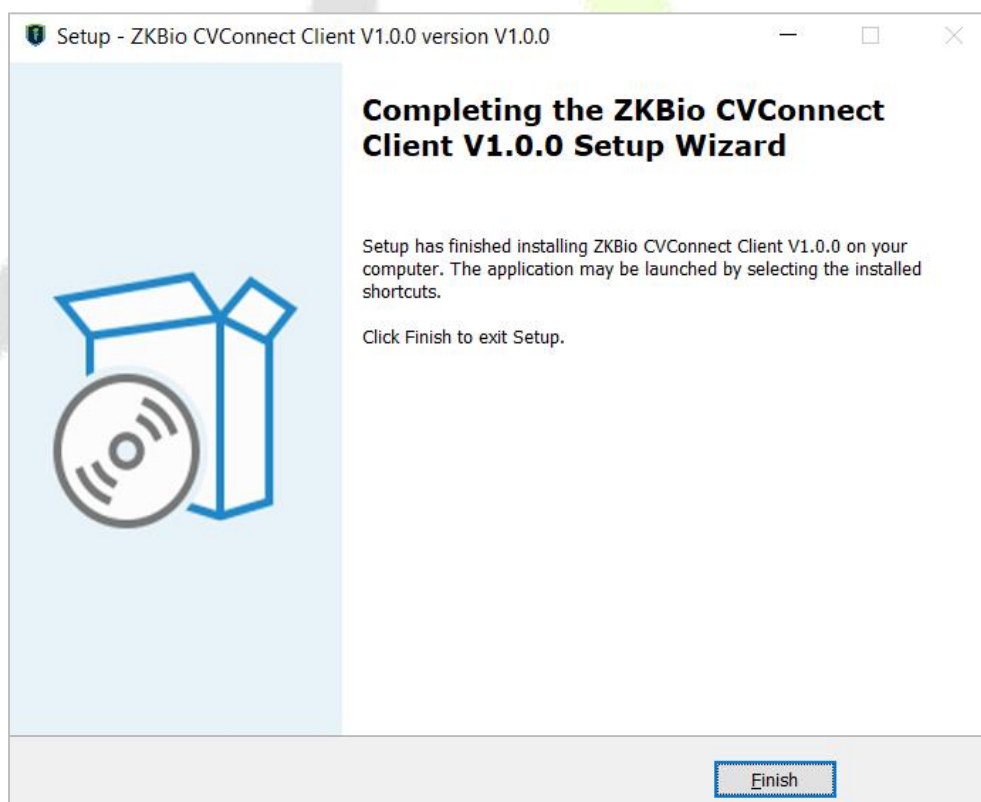 Setup - ZKBio CVConnect Client V1.0.0 version V1.0.0
Completing the ZKBio CVConnect
Client V1.0.0 Setup Wizard
Setup has finished installing ZKBio CVConnect Client V1.0.0 on your
computer. The application may be launched by selecting the installed
shortcuts.
Click Finish to exit Setup.
Finish